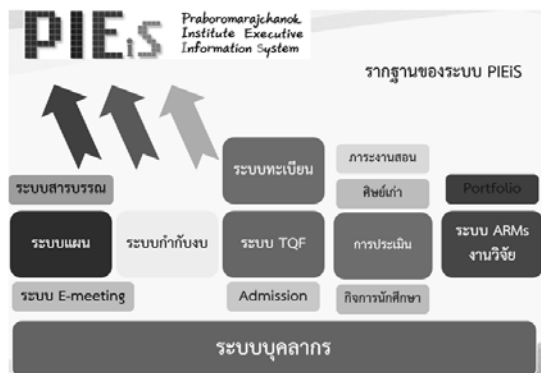 PIEiS
Praboromarajchanok
Institute Executive
Information System
รากฐานของระบบ PIEiS
ระบบทะเบียน
ภาระงานสอน
ระบบสารบรรณ
ศิษย์เก่า
Portfolio
ระบบแผน
ระบบกำกับงบ
ระบบ TQF
การประเมิน
ระบบ ARMs
งานวิจัย
ระบบ E-meeting
Admission
กิจการนักศึกษา
ระบบบุคลากร